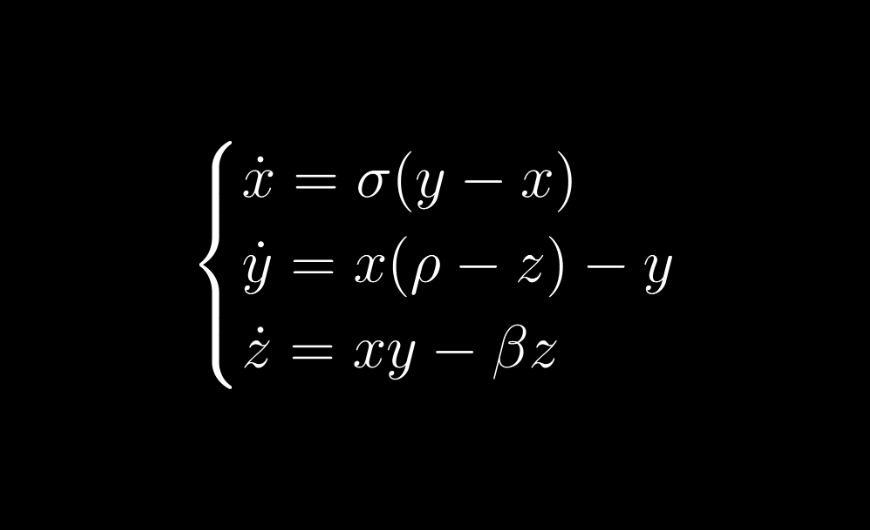 ẋ = σ(y − x)
ẏ = x(ρ − z) − y
ż = xy − βz